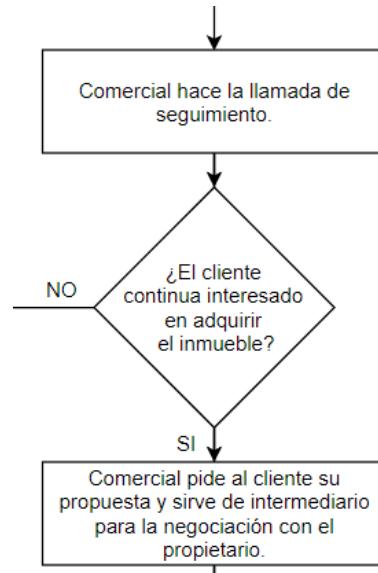 Comercial hace la llamada de
seguimiento.
¿El cliente
continua interesado
en adquirir
el inmueble?
NO
SI
Comercial pide al cliente su
propuesta y sirve de intermediario
para la negociación con el
propietario.